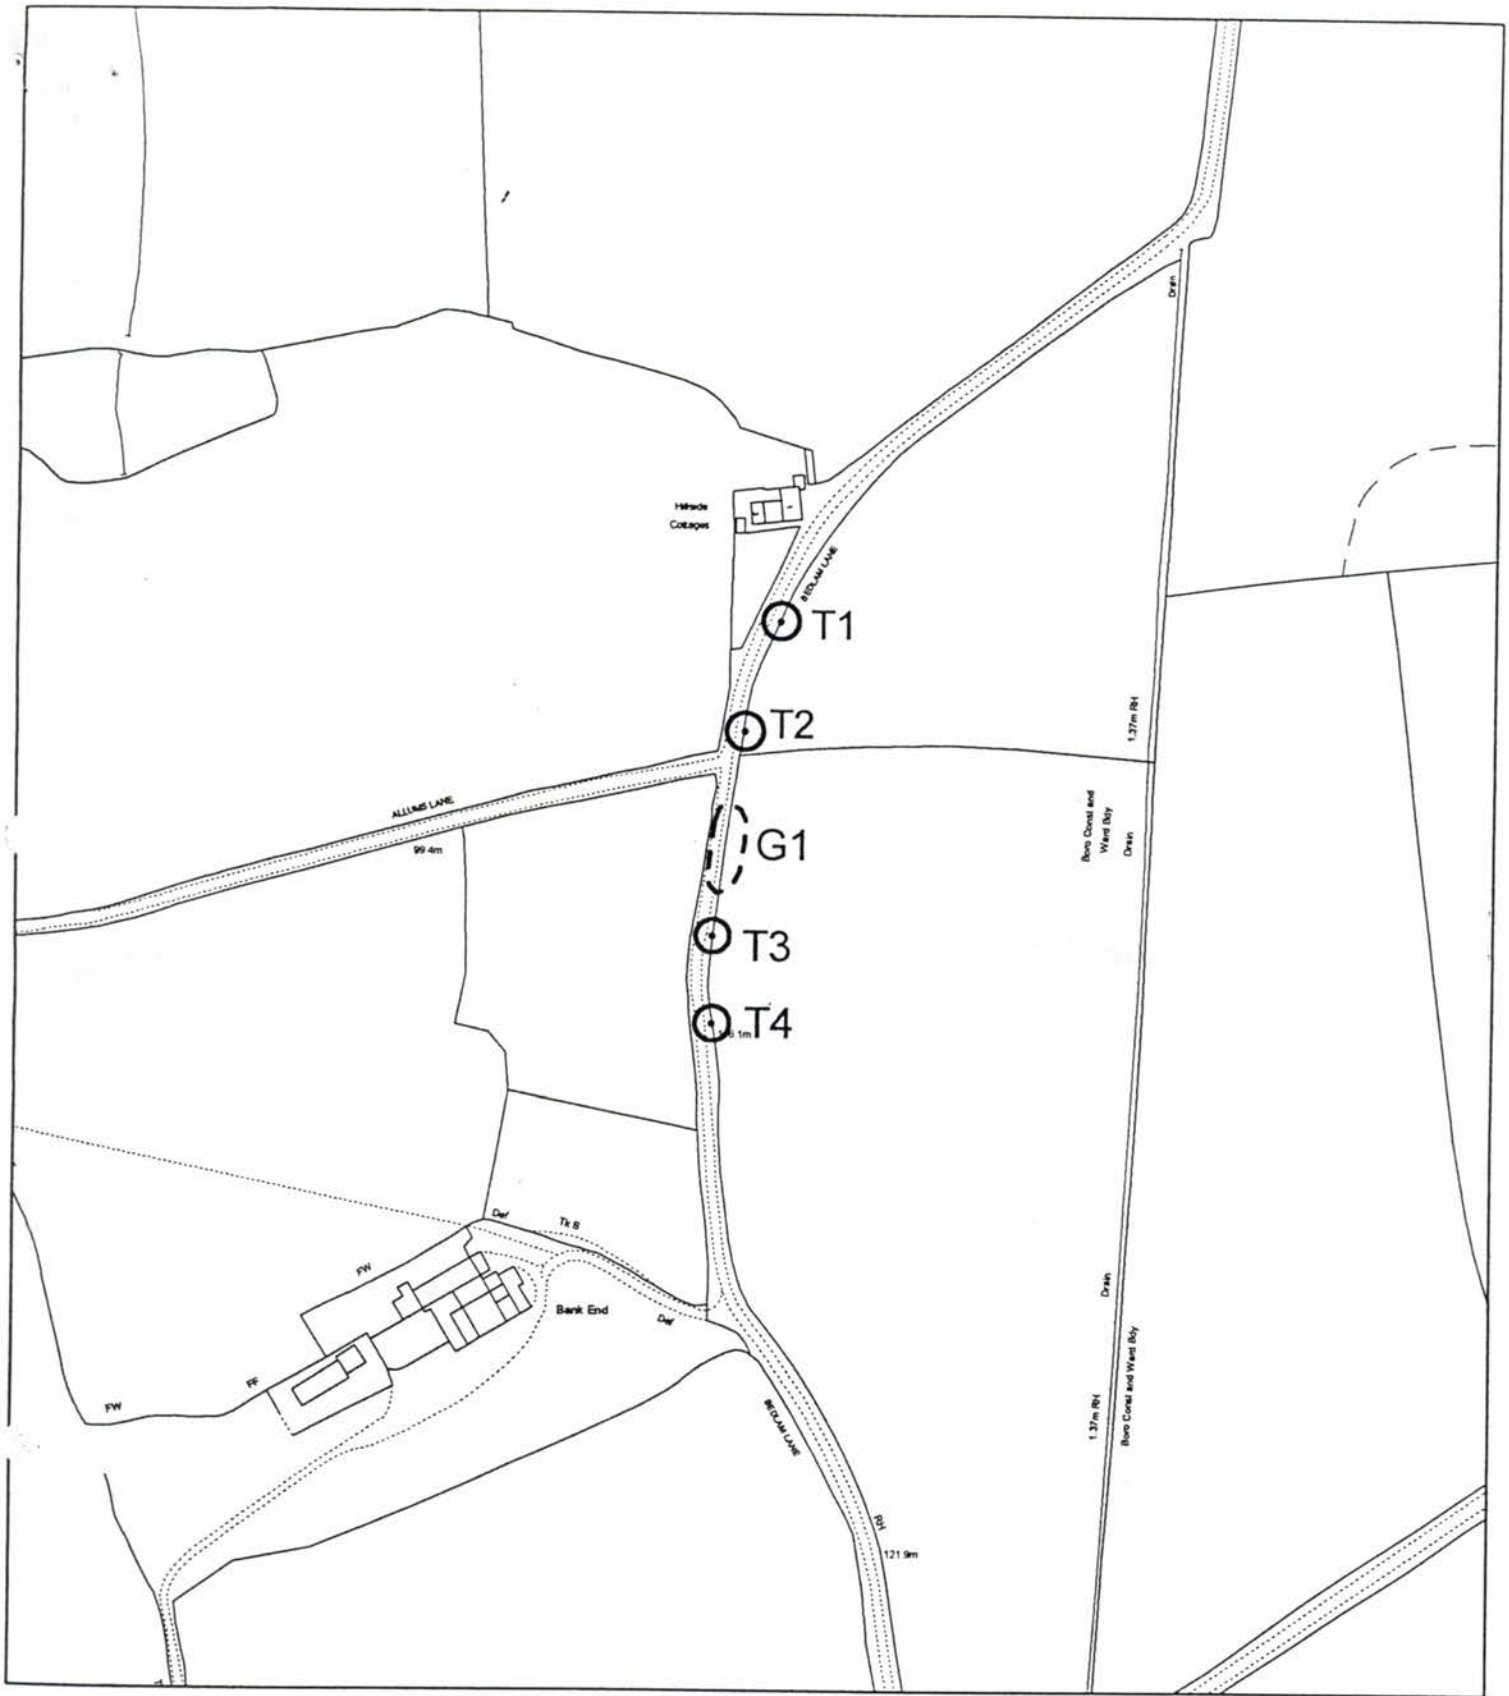 Drain
Hillside
Cottages
BEDLAM LANE
T1
T2
1.37m RH
ALLUMS LANE
99.4m
Boro Const and
Ward Bdy
Drain
G1
T3
T4
Def
Tk B
FW
Bank End
Def
Drain
FF
FW
1.37m RH
Boro Const and Ward Bdy
BEDLAM LANE
RH
121.9m